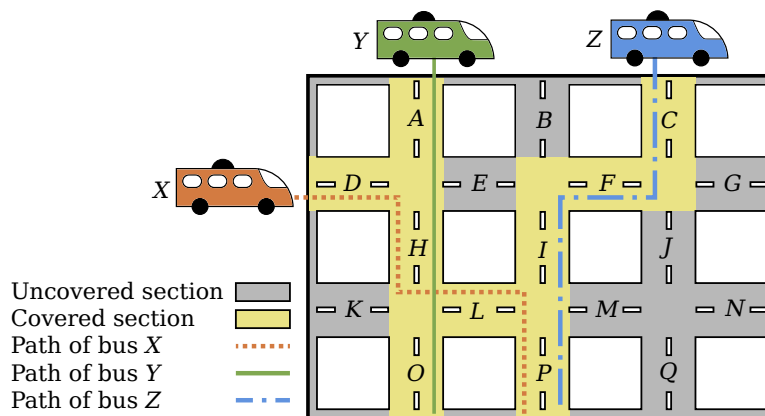 Y
Z
A
B
C
X
D
E
F
G
H
I
J
Uncovered section
K
L
M
N
Covered section
Path of bus X
Path of bus Y
O
P
Q
Path of bus Z